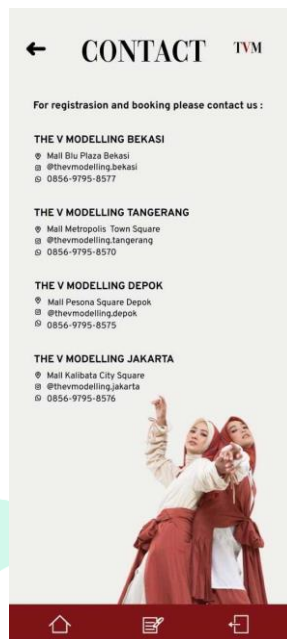 CONTACT
TVM
For registrasion and booking please contact us :
THE V MODELLING BEKASI
Mall Blu Plaza Bekasi
@thevmodelling.bekasi
0856-9795-8577
THE V MODELLING TANGERANG
Mall Metropolis Town Square
@thevmodelling.tangerang
0856-9795-8570
THE V MODELLING DEPOK
Mall Pesona Square Depok
@thevmodelling.depok
0856-9795-8575
THE V MODELLING JAKARTA
Mall Kalibata City Square
@thevmodelling.jakarta
0856-9795-8576